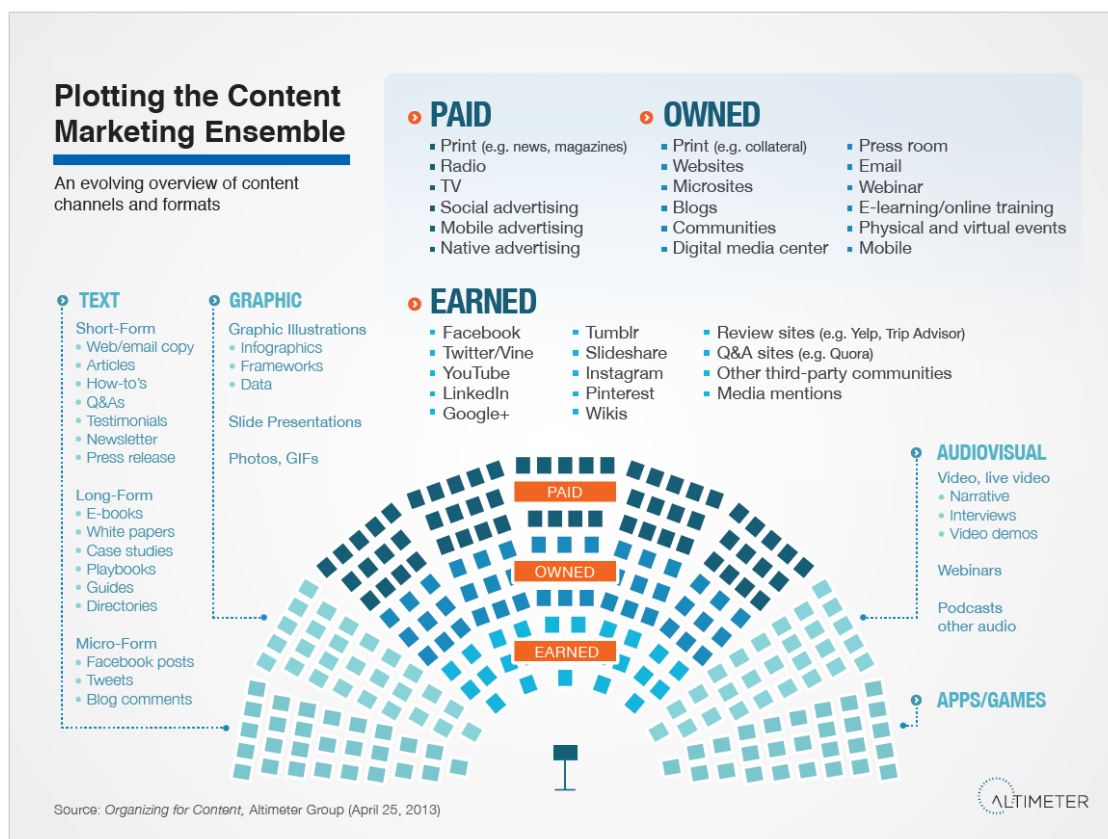 Plotting the Content
Marketing Ensemble
An evolving overview of content
channels and formats
PAID
Print (e.g. news, magazines)
Radio
TV
Social advertising
Mobile advertising
Native advertising
OWNED
Print (e.g. collateral)
Websites
Microsites
Blogs
Communities
Digital media center
Press room
Email
Webinar
E-learning/online training
Physical and virtual events
Mobile
EARNED
Facebook
Twitter/Vine
YouTube
LinkedIn
Google+
Tumblr
Slideshare
Instagram
Pinterest
Wikis
Review sites (e.g. Yelp, Trip Advisor)
Q&A sites (e.g. Quora)
Other third-party communities
Media mentions
TEXT
Short-Form
Web/email copy
Articles
How-to's
Q&As
Testimonials
Newsletter
Press release
Long-Form
E-books
White papers
Case studies
Playbooks
Guides
Directories
Micro-Form
Facebook posts
Tweets
Blog comments
GRAPHIC
Graphic Illustrations
Infographics
Frameworks
Data
Slide Presentations
Photos, GIFs
PAID
OWNED
EARNED
AUDIOVISUAL
Video, live video
Narrative
Interviews
Video demos
Webinars
Podcasts
other audio
APPS/GAMES
Source: Organizing for Content, Altimeter Group (April 25, 2013)
ALTIMETER